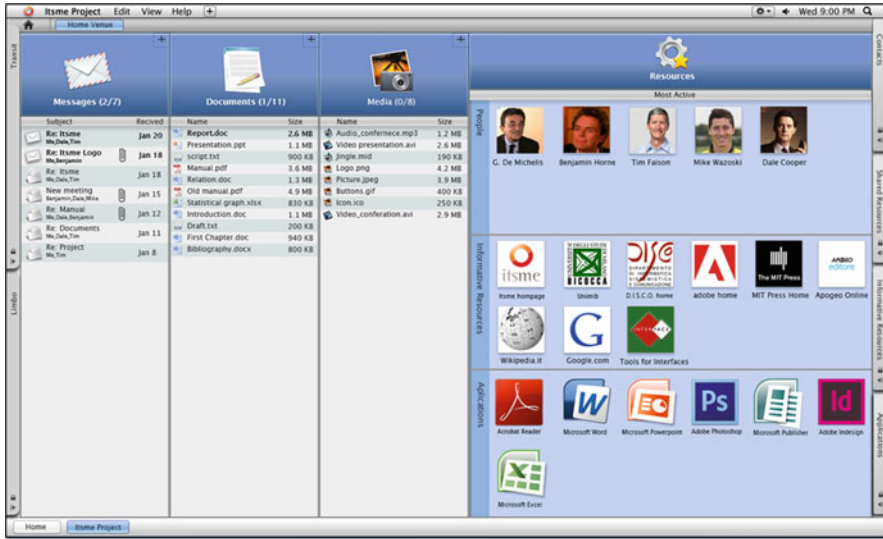 Itsme Project Edit View Help +
Wed 9:00 PM
Home Venue
Transit
Limbo
Messages (2/7)
Subject Recived
Re: Itsme Jan 20
Me,Dale,Tim
Re: Itsme Logo Jan 18
Me,Benjamin
Re: Itsme Jan 18
Me,Dale,Tim
New meeting Jan 15
Benjamin,Dale,Mike
Re: Manual Jan 12
Me,Dale,Benjamin
Re: Documents Jan 11
Me,Dale,Tim
Re: Project Jan 8
Me,Tim
Documents (1/11)
Name Size
Report.doc 2.6 MB
Presentation.ppt 1.1 MB
script.txt 900 KB
Manual.pdf 3.6 MB
Relation.doc 1.3 MB
Old manual.pdf 4.9 MB
Statistical graph.xlsx 830 KB
Introduction.doc 1.1 MB
Draft.txt 200 KB
First Chapter.doc 940 KB
Bibliography.docx 800 KB
Media (0/8)
Name Size
Audio_confernece.mp3 1.2 MB
Video presentation.avi 2.6 MB
Jingle.mid 190 KB
Logo.png 4.2 MB
Picture.jpeg 3.9 MB
Buttons.gif 400 KB
Icon.ico 250 KB
Video_conferation.avi 2.9 MB
Resources
Most Active
People
G. De Michelis Benjamin Horne Tim Faison Mike Wazoski Dale Cooper
Informative Resources
itsme
BICOCCA
DISCO
The MIT Press
APOGEO
editore
Itsme hompage Unimib D.I.S.C.O. home adobe home MIT Press Home Apogeo Online
G
INTERFACE
Wikipedia.it Google.com Tools for Interfaces
Aplications
W Ps Id
Acrobat Reader Microsoft Word Microsoft Powerpoint Adobe Photoshop Microsoft Publisher Adobe Indesign
X
Microsoft Excel
Contacts
Shared Resources
Informative Resources
Applications
Home Itsme Project